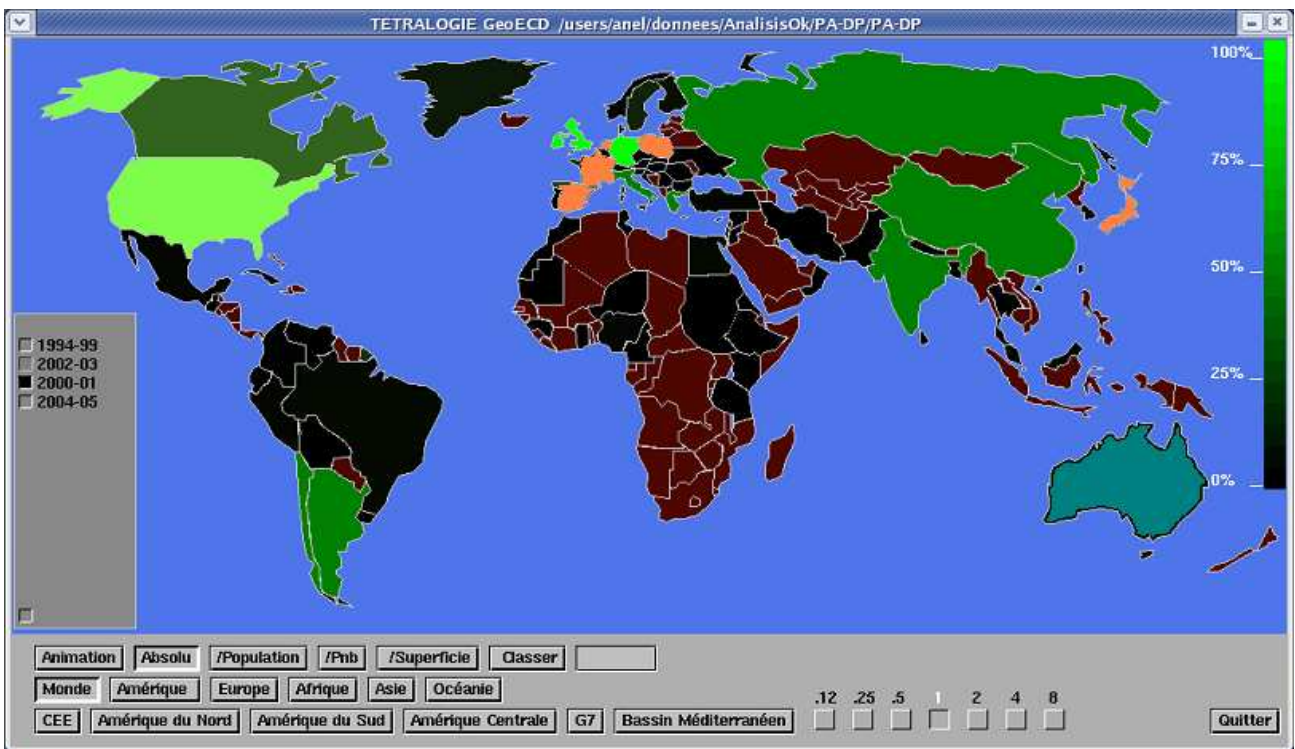 TETRALOGIE GeoECD /users/anel/donnees/AnalisisOk/PA-DP/PA-DP
100%
75%
50%
25%
0%
1994-99
2002-03
2000-01
2004-05
Animation Absolu /Population /Pnb /Superficie Classer
Monde Amérique Europe Afrique Asie Océanie
.12 .25 .5 1 2 4 8
CEE Amérique du Nord Amérique du Sud Amérique Centrale G7 Bassin Méditerranéen Quitter